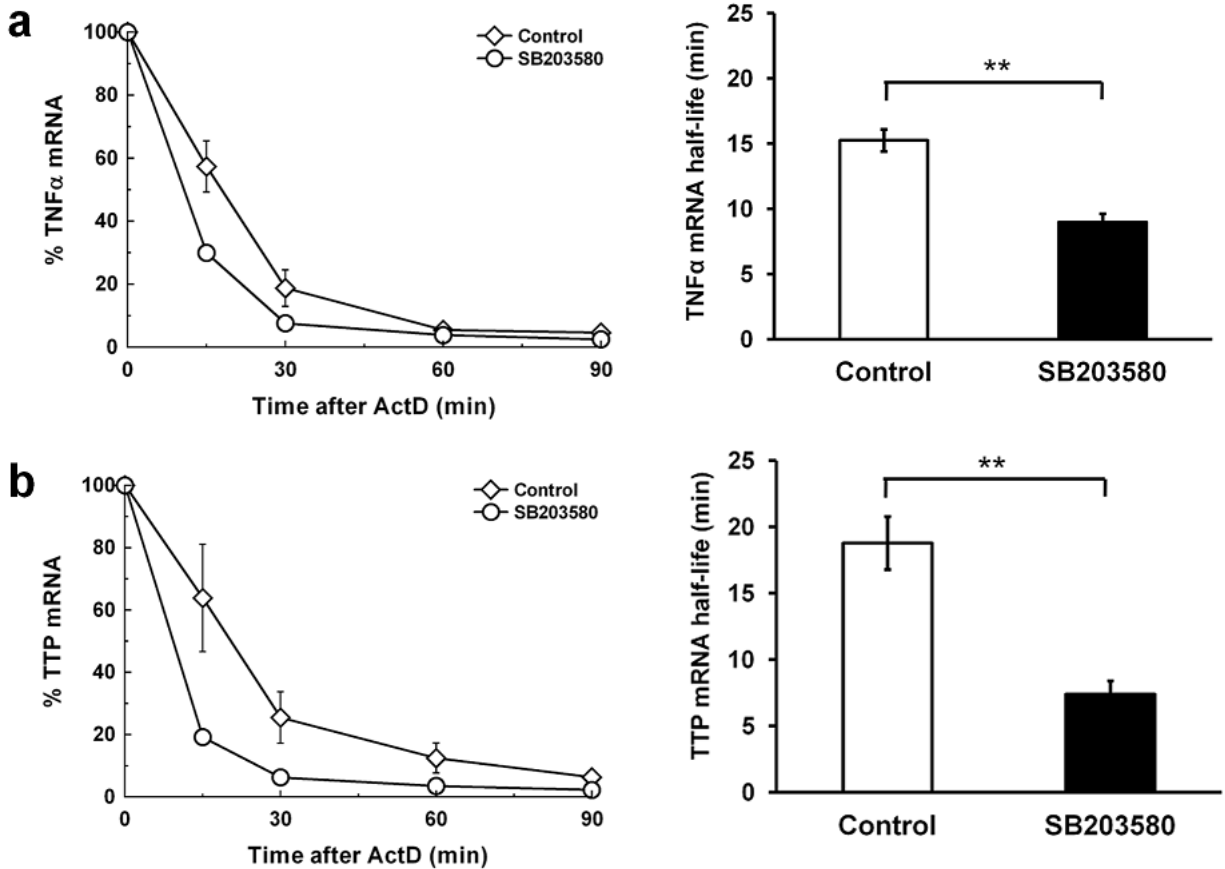 a
% TNFα mRNA
100
80
60
40
20
0
0 30 60 90
Time after ActD (min)
Control
SB203580
TNFα mRNA half-life (min)
25
20
15
10
5
0
**
Control SB203580
b
% TTP mRNA
100
80
60
40
20
0
0 30 60 90
Time after ActD (min)
Control
SB203580
TTP mRNA half-life (min)
25
20
15
10
5
0
**
Control SB203580